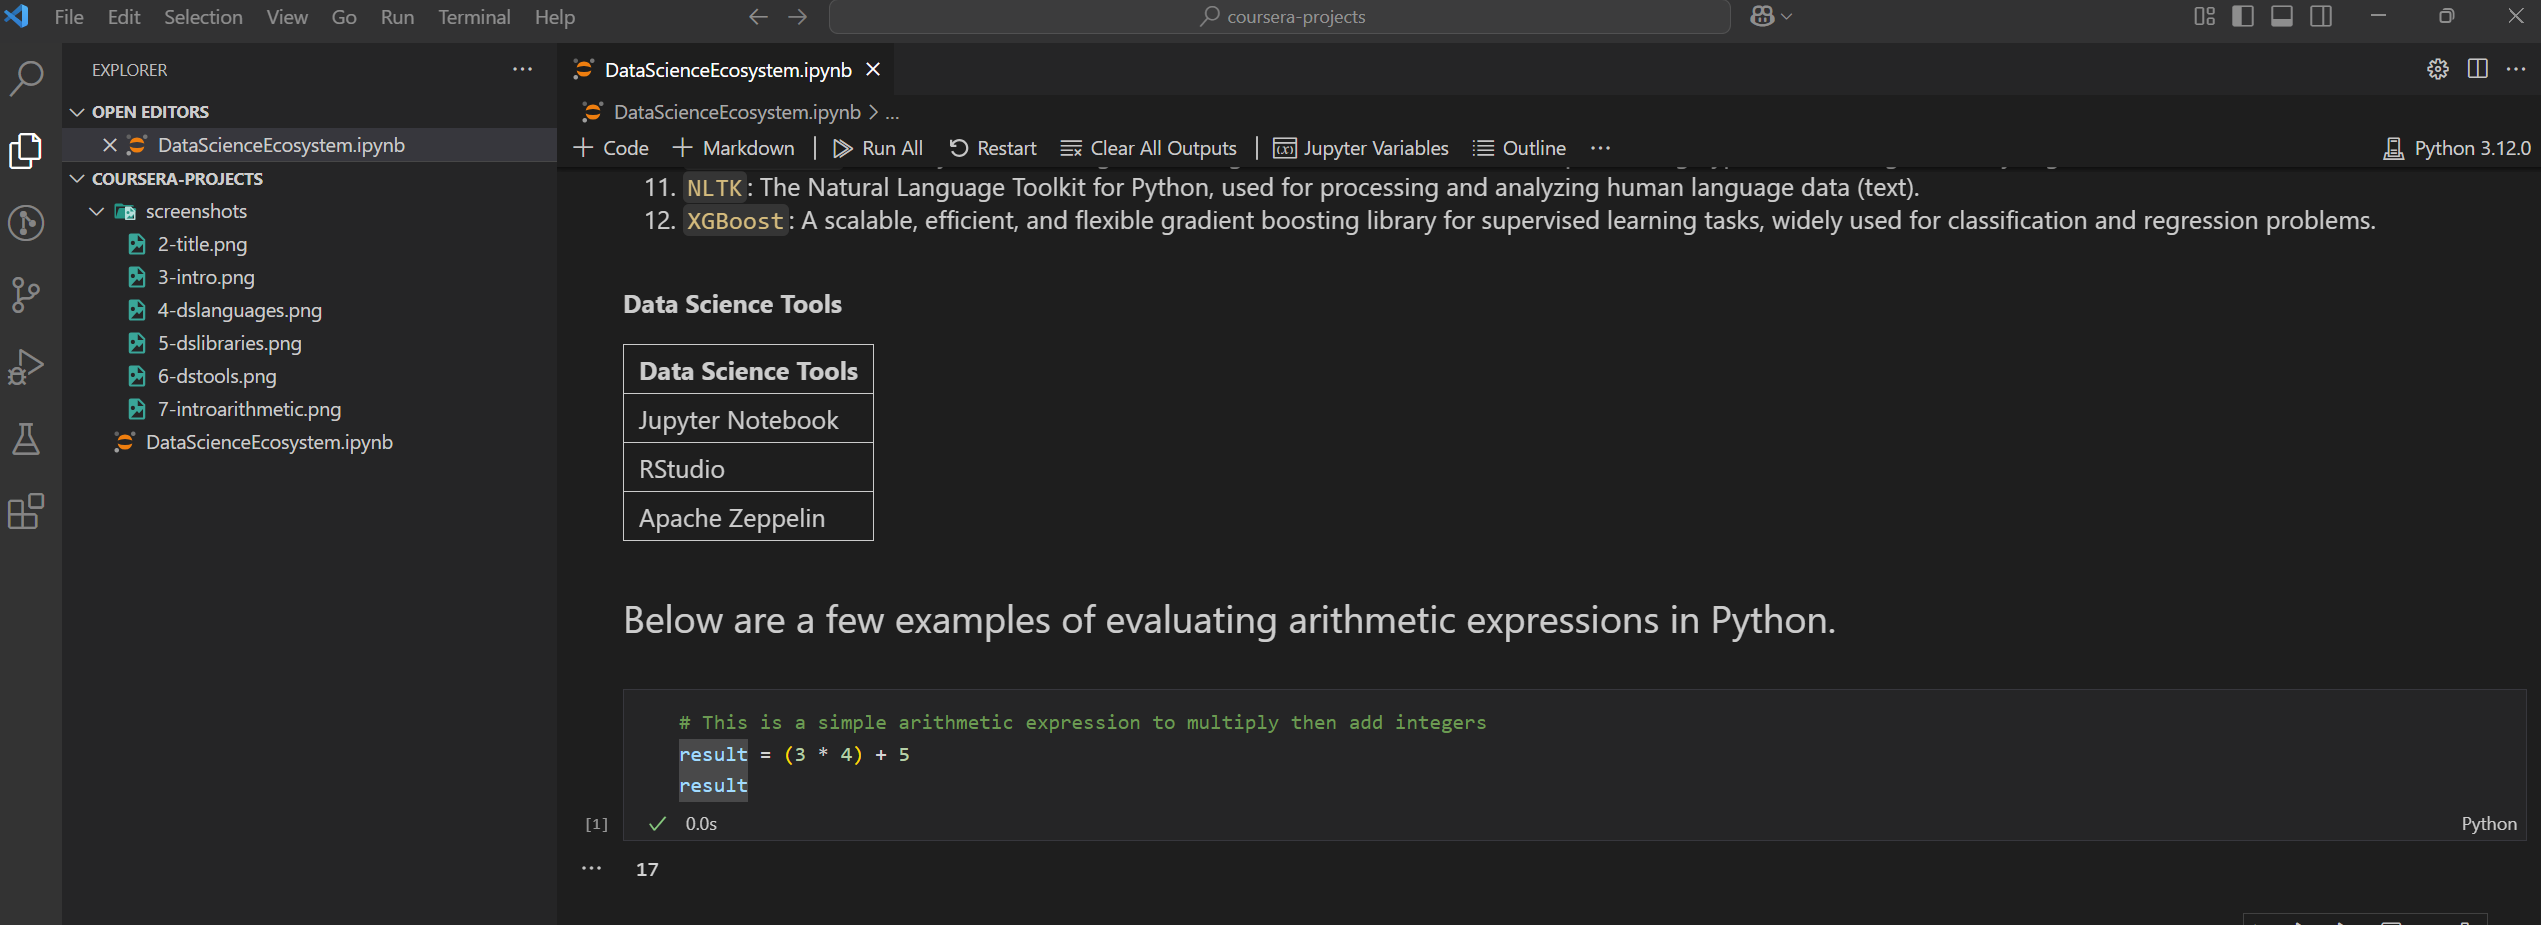 File Edit Selection View Go Run Terminal Help
coursera-projects
EXPLORER
OPEN EDITORS
DataScienceEcosystem.ipynb
COURSERA-PROJECTS
screenshots
2-title.png
3-intro.png
4-dslanguages.png
5-dslibraries.png
6-dstools.png
7-introarithmetic.png
DataScienceEcosystem.ipynb
DataScienceEcosystem.ipynb
DataScienceEcosystem.ipynb > ...
+ Code + Markdown | Run All Restart Clear All Outputs | Jupyter Variables Outline ...
Python 3.12.0
11. NLTK: The Natural Language Toolkit for Python, used for processing and analyzing human language data (text).
12. XGBoost: A scalable, efficient, and flexible gradient boosting library for supervised learning tasks, widely used for classification and regression problems.
Data Science Tools
Data Science Tools
Jupyter Notebook
RStudio
Apache Zeppelin
Below are a few examples of evaluating arithmetic expressions in Python.
# This is a simple arithmetic expression to multiply then add integers
result = (3 * 4) + 5
result
[1] 0.0s
Python
17